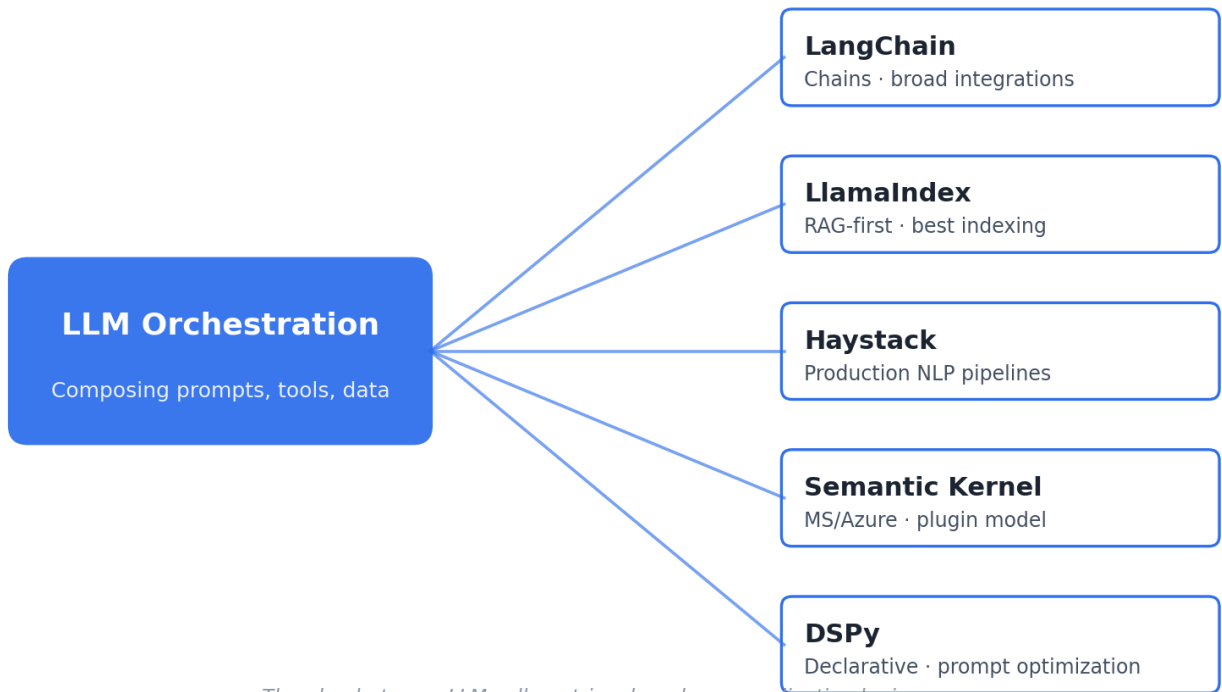 LangChain
Chains · broad integrations
LlamaIndex
RAG-first · best indexing
LLM Orchestration
Composing prompts, tools, data
Haystack
Production NLP pipelines
Semantic Kernel
MS/Azure · plugin model
DSPy
Declarative · prompt optimization